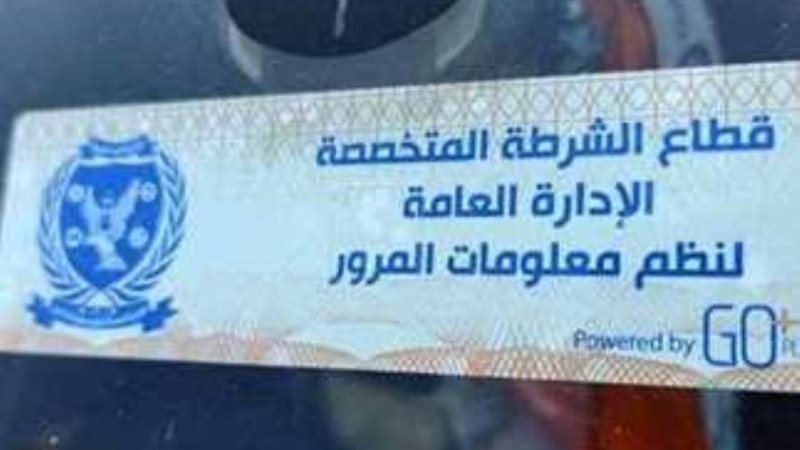 قطاع الشرطة المتخصصة
الإدارة العامة
لنظم معلومات المرور
Powered by GO+